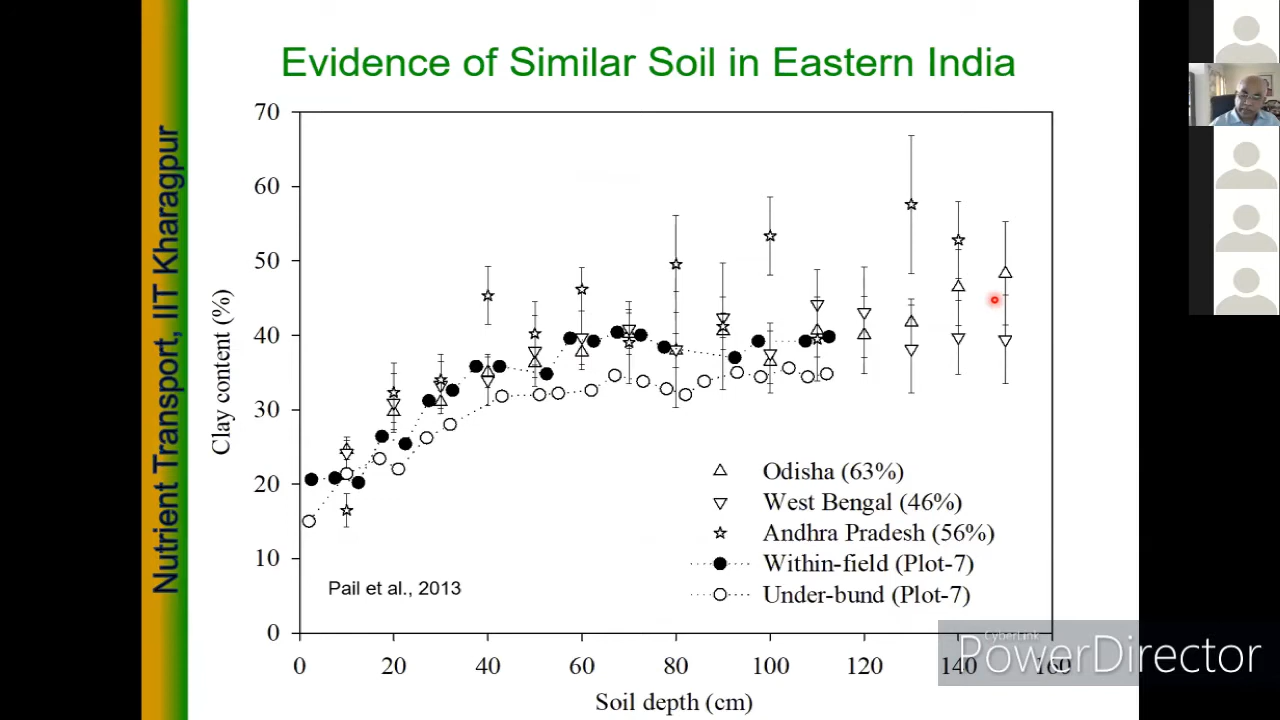 Evidence of Similar Soil in Eastern India
Nutrient Transport, IIT Kharagpur
70
60
50
40
30
20
10
0
Clay content (%)
Odisha (63%)
West Bengal (46%)
Andhra Pradesh (56%)
Within-field (Plot-7)
Under-bund (Plot-7)
Pail et al., 2013
0 20 40 60 80 100 120 140 160
Soil depth (cm)
CyberLink
PowerDirector